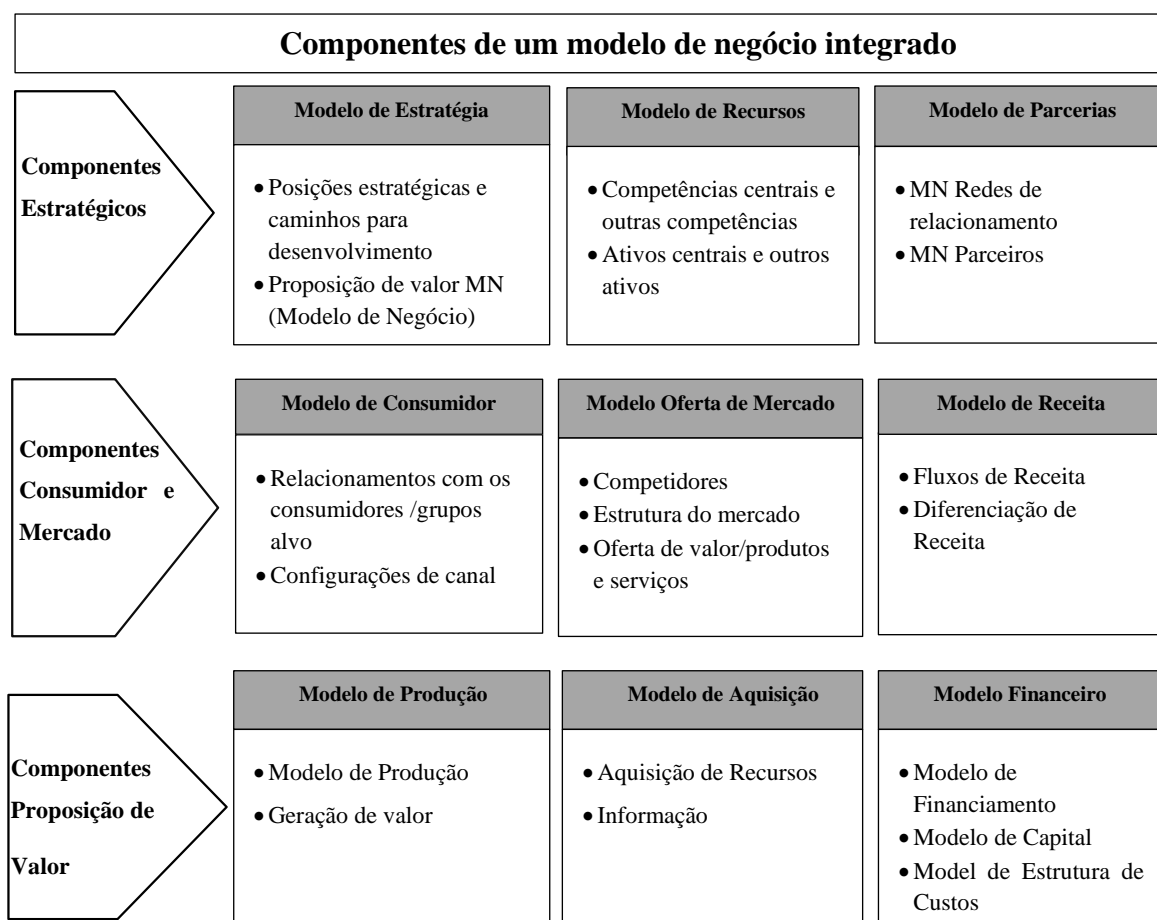 Componentes de um modelo de negócio integrado
Componentes
Estratégicos
Modelo de Estratégia
• Posições estratégicas e
caminhos para
desenvolvimento
• Proposição de valor MN
(Modelo de Negócio)
Modelo de Recursos
• Competências centrais e
outras competências
• Ativos centrais e outros
ativos
Modelo de Parcerias
• MN Redes de
relacionamento
• MN Parceiros
Componentes
Consumidor e
Mercado
Modelo de Consumidor
• Relacionamentos com os
consumidores /grupos
alvo
• Configurações de canal
Modelo Oferta de Mercado
• Competidores
• Estrutura do mercado
• Oferta de valor/produtos
e serviços
Modelo de Receita
• Fluxos de Receita
• Diferenciação de
Receita
Componentes
Proposição de
Valor
Modelo de Produção
• Modelo de Produção
• Geração de valor
Modelo de Aquisição
• Aquisição de Recursos
• Informação
Modelo Financeiro
• Modelo de
Financiamento
• Modelo de Capital
• Model de Estrutura de
Custos